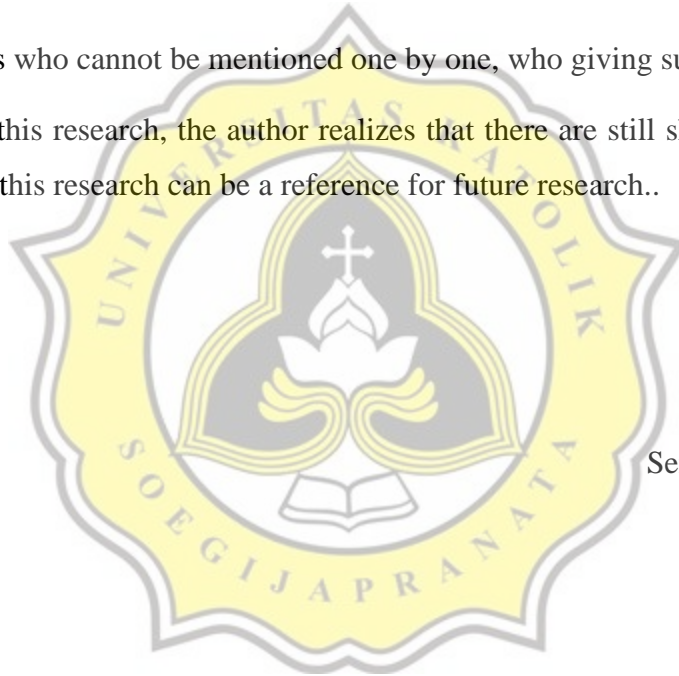 s who cannot be mentioned one by one, who giving su
this research, the author realizes that there are still s
this research can be a reference for future research..
Se
UNIVERSITAS KATOLIK
SOEGIJAPRANATA